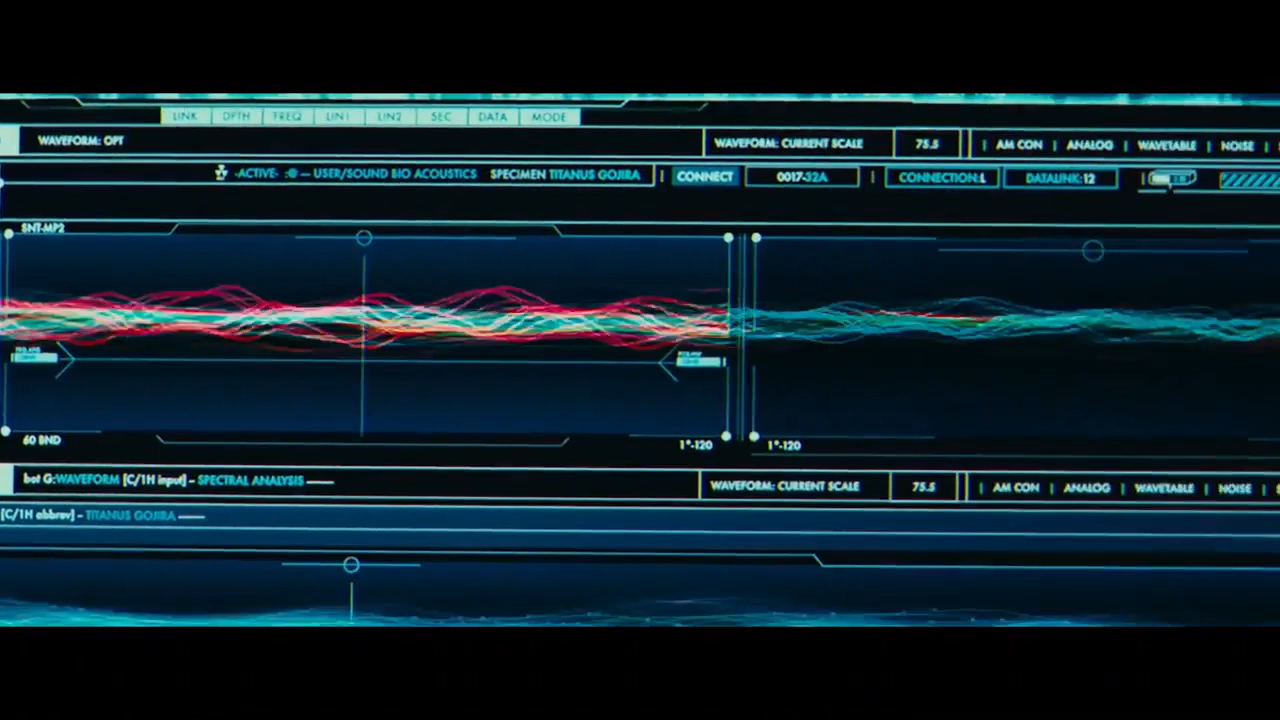 LINK DPTH FREQ LIN1 LIN2 SEC DATA MODE
WAVEFORM: OPT WAVEFORM: CURRENT SCALE 75.5 | AM CON | ANALOG | WAVETABLE | NOISE |
-ACTIVE- :@ — USER/SOUND BIO ACOUSTICS SPECIMEN TITANUS GOJIRA | CONNECT 0017-32A | CONNECTION:L DATALINK:12
SNT-MP2
60 BND 1°-120 1°-120
bot G:WAVEFORM [C/1H input] – SPECTRAL ANALYSIS —— WAVEFORM: CURRENT SCALE 75.5 | AM CON | ANALOG | WAVETABLE | NOISE |
[C/1H abbrev] – TITANUS GOJIRA ——